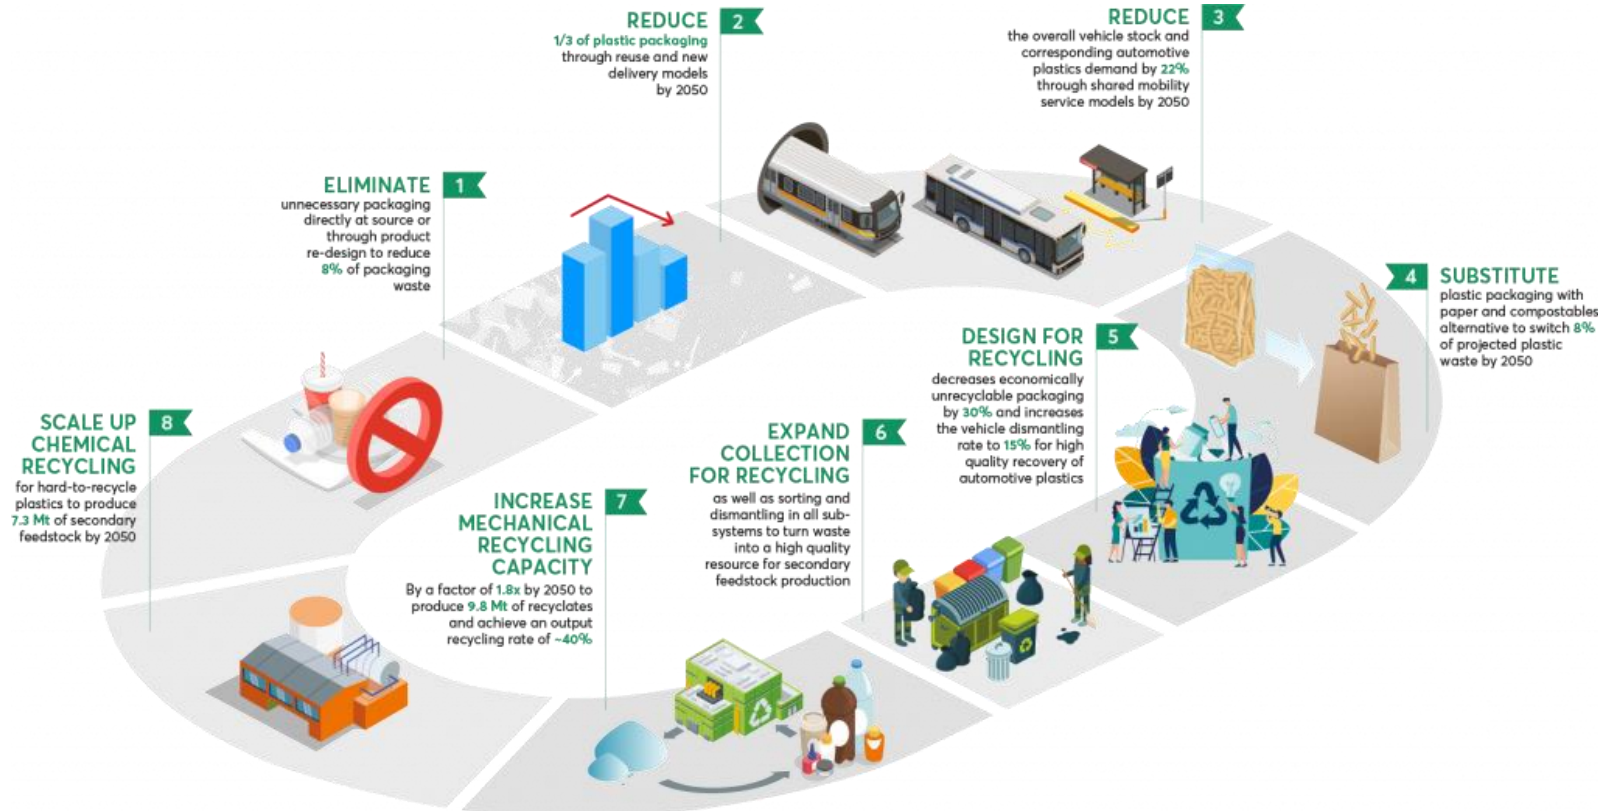 1
ELIMINATE
unnecessary packaging
directly at source or
through product
re-design to reduce
8% of packaging
waste
2
REDUCE
1/3 of plastic packaging
through reuse and new
delivery models
by 2050
3
REDUCE
the overall vehicle stock and
corresponding automotive
plastics demand by 22%
through shared mobility
service models by 2050
4
SUBSTITUTE
plastic packaging with
paper and compostables
alternative to switch 8%
of projected plastic
waste by 2050
5
DESIGN FOR
RECYCLING
decreases economically
unrecyclable packaging
by 30% and increases
the vehicle dismantling
rate to 15% for high
quality recovery of
automotive plastics
6
EXPAND
COLLECTION
FOR RECYCLING
as well as sorting and
dismantling in all sub-
systems to turn waste
into a high quality
resource for secondary
feedstock production
7
INCREASE
MECHANICAL
RECYCLING
CAPACITY
By a factor of 1.8x by 2050 to
produce 9.8 Mt of recyclates
and achieve an output
recycling rate of ~40%
8
SCALE UP
CHEMICAL
RECYCLING
for hard-to-recycle
plastics to produce
7.3 Mt of secondary
feedstock by 2050